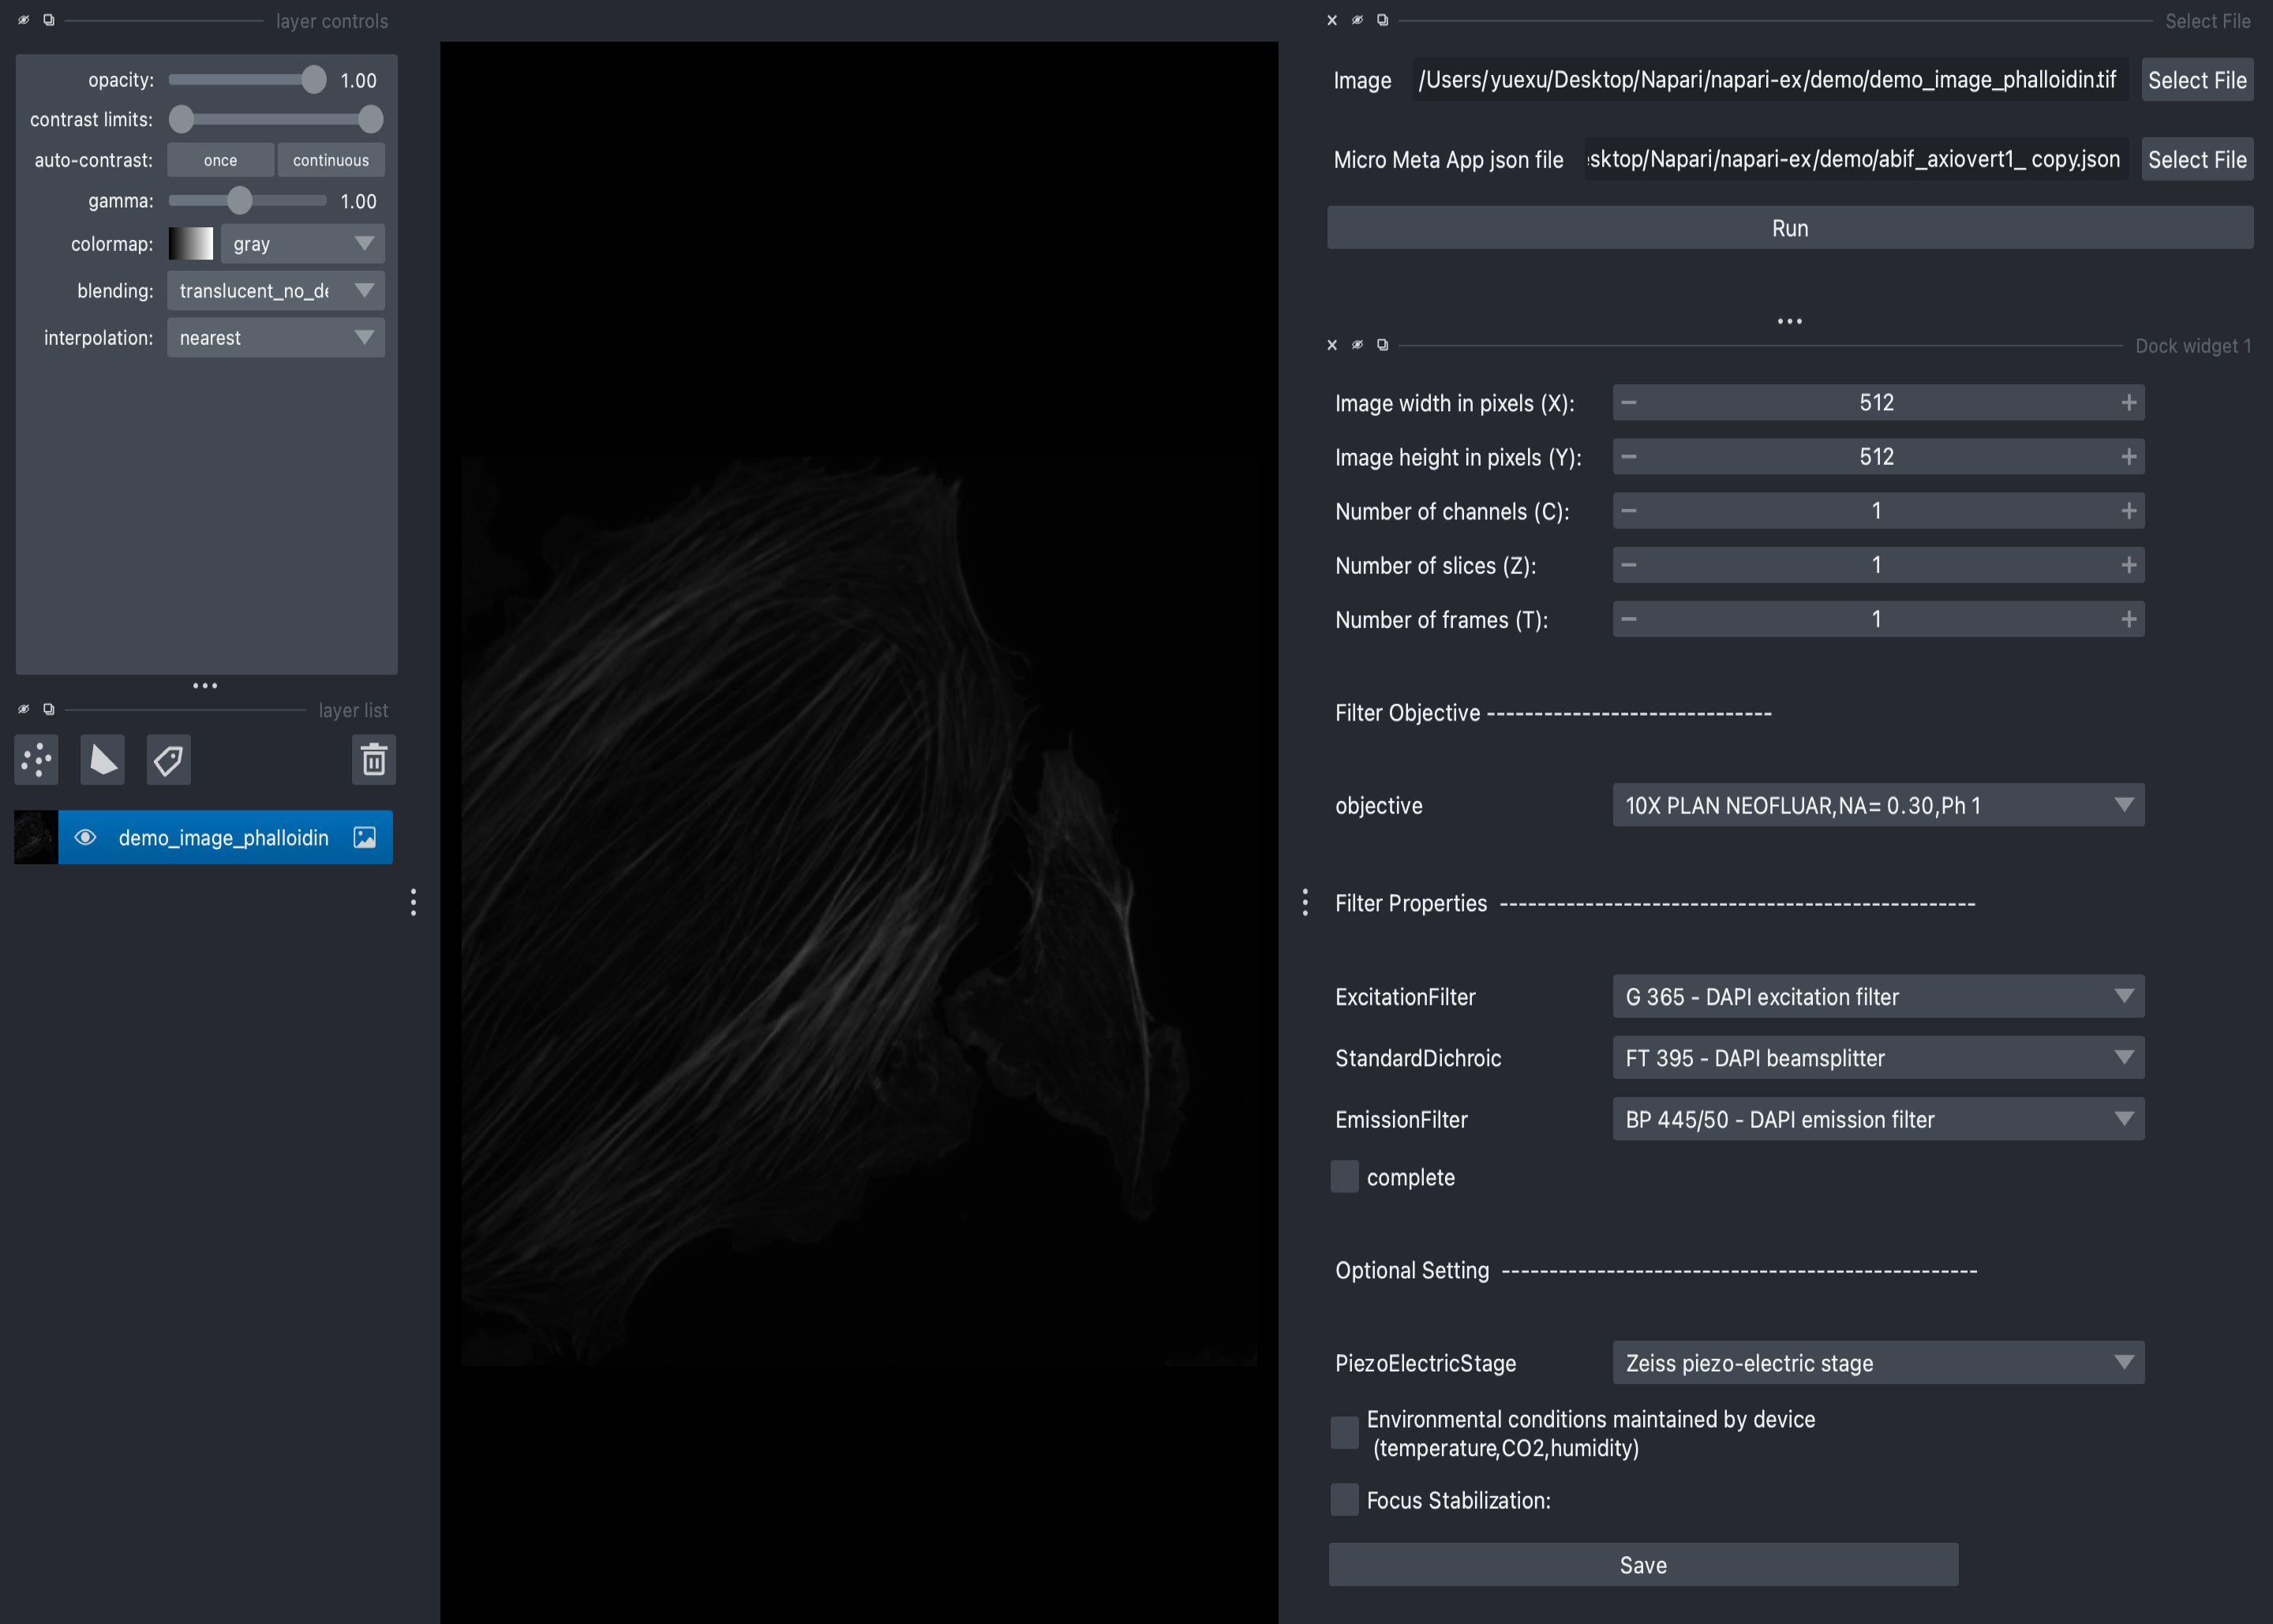 layer controls
opacity: 1.00
contrast limits:
auto-contrast: once continuous
gamma: 1.00
colormap: gray
blending: translucent_no_de
interpolation: nearest
layer list
demo_image_phalloidin
Select File
Image /Users/yuexu/Desktop/Napari/napari-ex/demo/demo_image_phalloidin.tif Select File
Micro Meta App json file sktop/Napari/napari-ex/demo/abif_axiovert1_ copy.json Select File
Run
Dock widget 1
Image width in pixels (X): 512
Image height in pixels (Y): 512
Number of channels (C): 1
Number of slices (Z): 1
Number of frames (T): 1
Filter Objective ------------------------------
objective 10X PLAN NEOFLUAR,NA= 0.30,Ph 1
Filter Properties --------------------------------------------------
ExcitationFilter G 365 - DAPI excitation filter
StandardDichroic FT 395 - DAPI beamsplitter
EmissionFilter BP 445/50 - DAPI emission filter
complete
Optional Setting --------------------------------------------------
PiezoElectricStage Zeiss piezo-electric stage
Environmental conditions maintained by device
(temperature,CO2,humidity)
Focus Stabilization:
Save